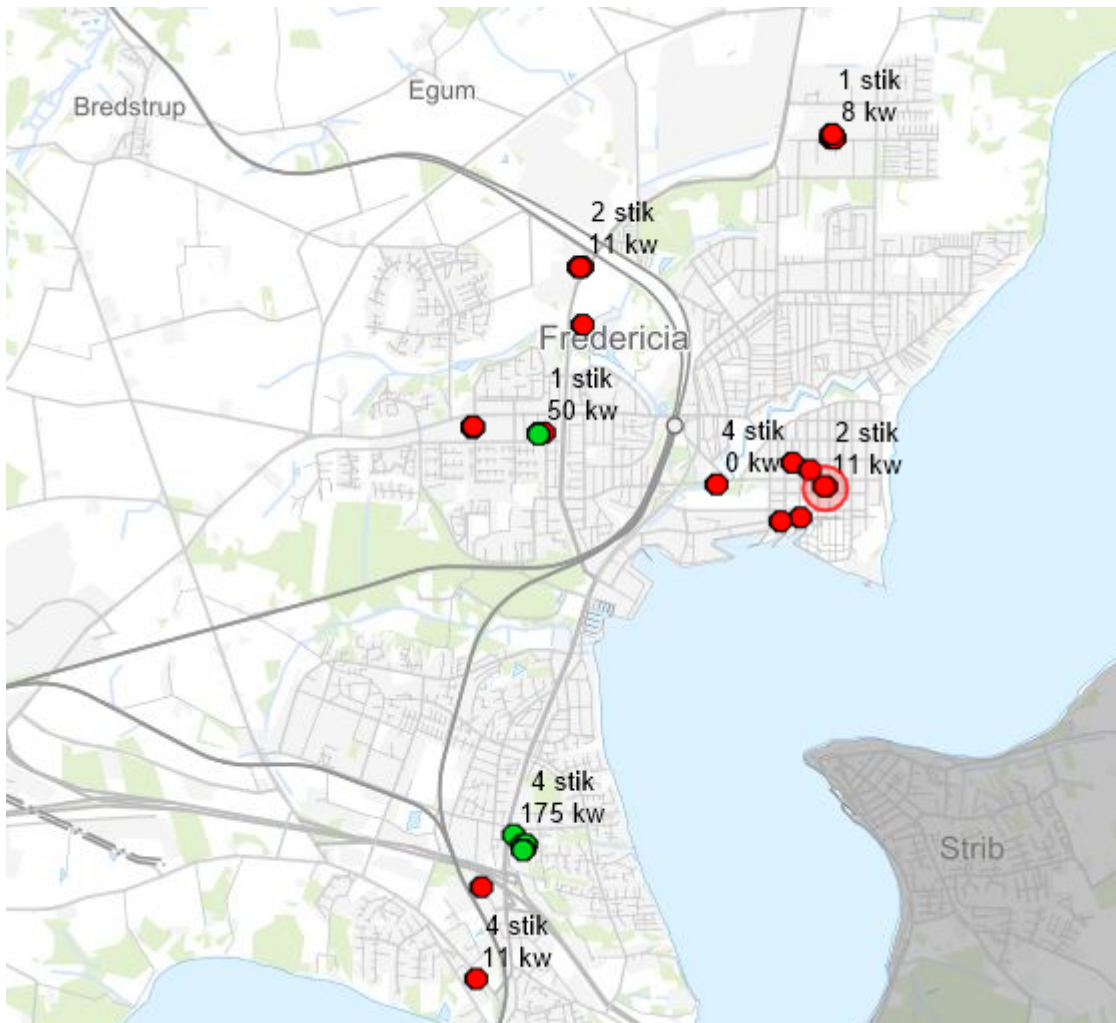 1 stik
8 kw
Egum
Bredstrup
2 stik
11 kw
Fredericia
1 stik
50 kw
4 stik
0 kw
2 stik
11 kw
4 stik
175 kw
Strib
4 stik
11 kw